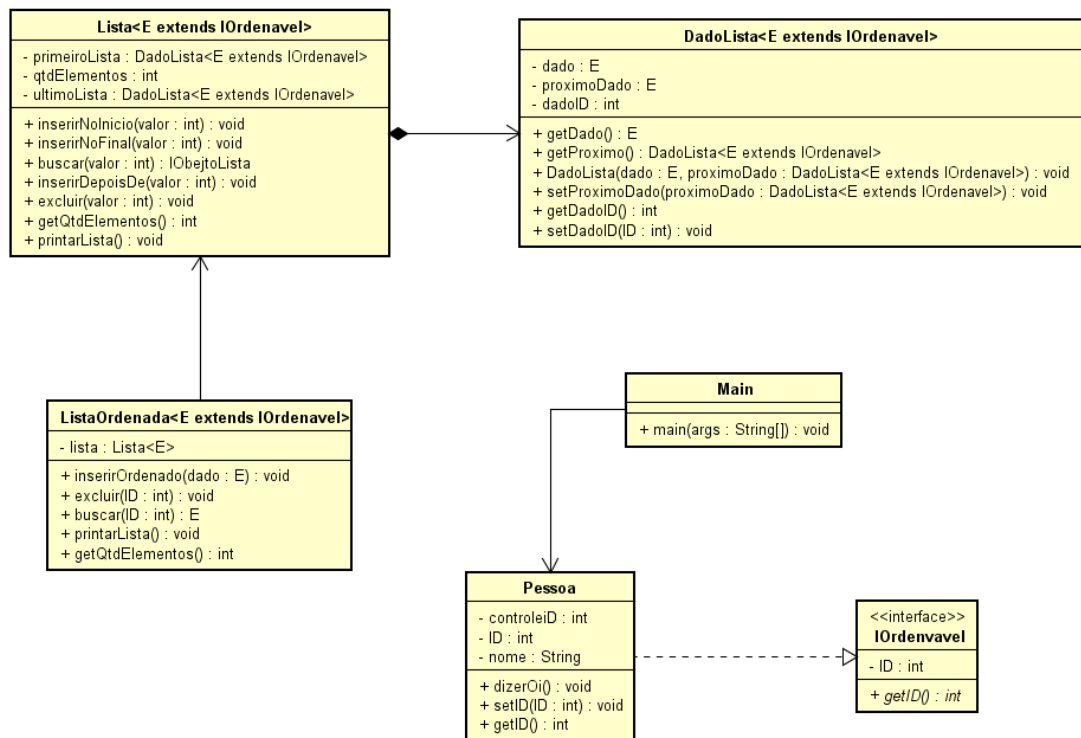 Lista<E extends IOrdenavel>
- primeiroLista : DadoLista<E extends IOrdenavel>
- qtdElementos : int
- ultimoLista : DadoLista<E extends IOrdenavel>
+ inserirNoInicio(valor : int) : void
+ inserirNoFinal(valor : int) : void
+ buscar(valor : int) : IObejtoLista
+ inserirDepoisDe(valor : int) : void
+ excluir(valor : int) : void
+ getQtdElementos() : int
+ printarLista() : void
DadoLista<E extends IOrdenavel>
- dado : E
- proximoDado : E
- dadoID : int
+ getDado() : E
+ getProximo() : DadoLista<E extends IOrdenavel>
+ DadoLista(dado : E, proximoDado : DadoLista<E extends IOrdenavel>) : void
+ setProximoDado(proximoDado : DadoLista<E extends IOrdenavel>) : void
+ getDadoID() : int
+ setDadoID(ID : int) : void
ListaOrdenada<E extends IOrdenavel>
- lista : Lista<E>
+ inserirOrdenado(dado : E) : void
+ excluir(ID : int) : void
+ buscar(ID : int) : E
+ printarLista() : void
+ getQtdElementos() : int
Main
+ main(args : String[]) : void
Pessoa
- controleiD : int
- ID : int
- nome : String
+ dizerOi() : void
+ setID(ID : int) : void
+ getID() : int
<<interface>>
IOrdenvavel
- ID : int
+ getID() : int